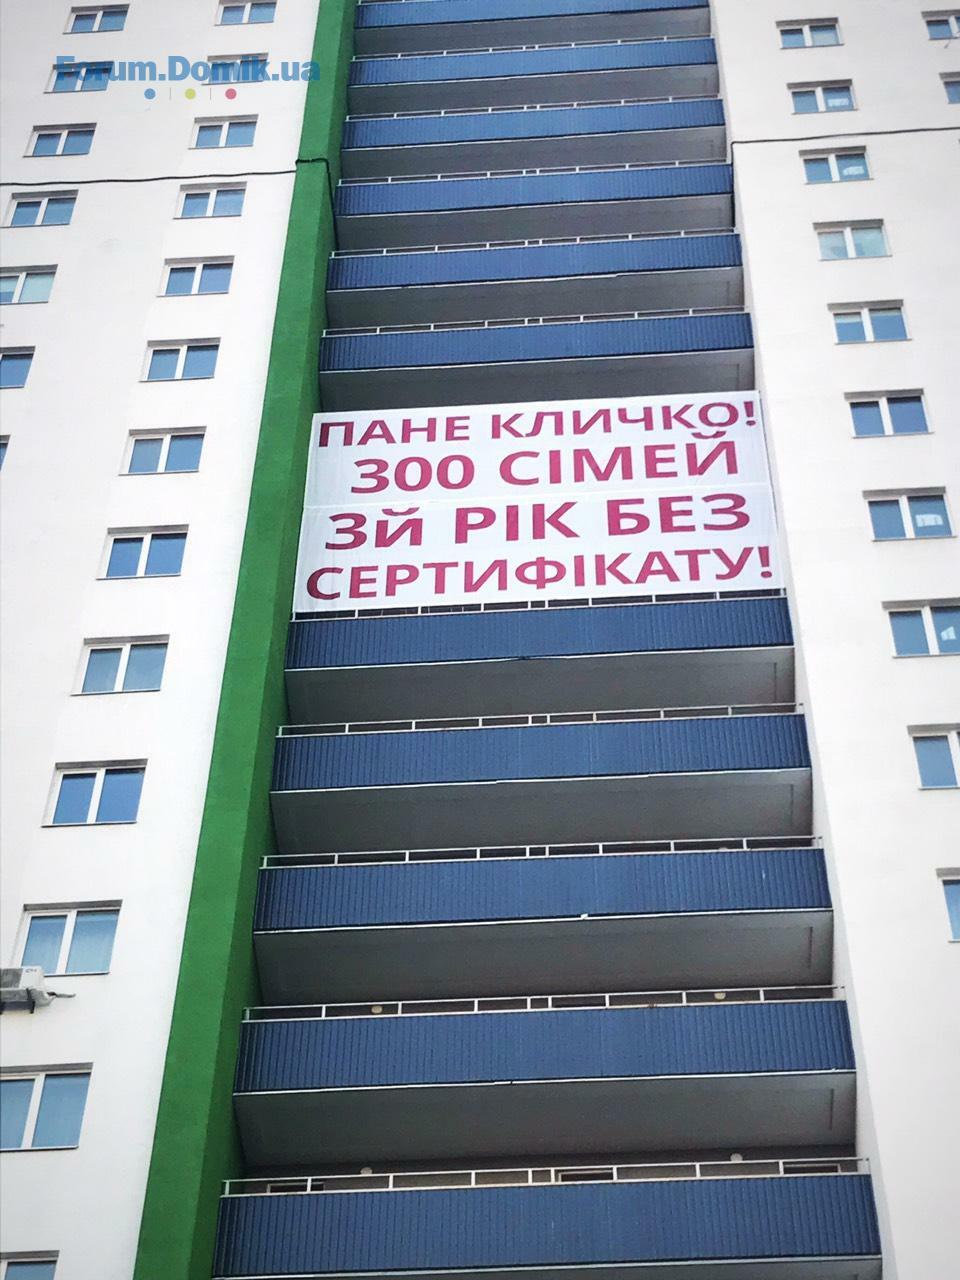 Forum.Domik.ua
ПАНЕ КЛИЧКО!
300 СІМЕЙ
3Й РІК БЕЗ
СЕРТИФІКАТУ!